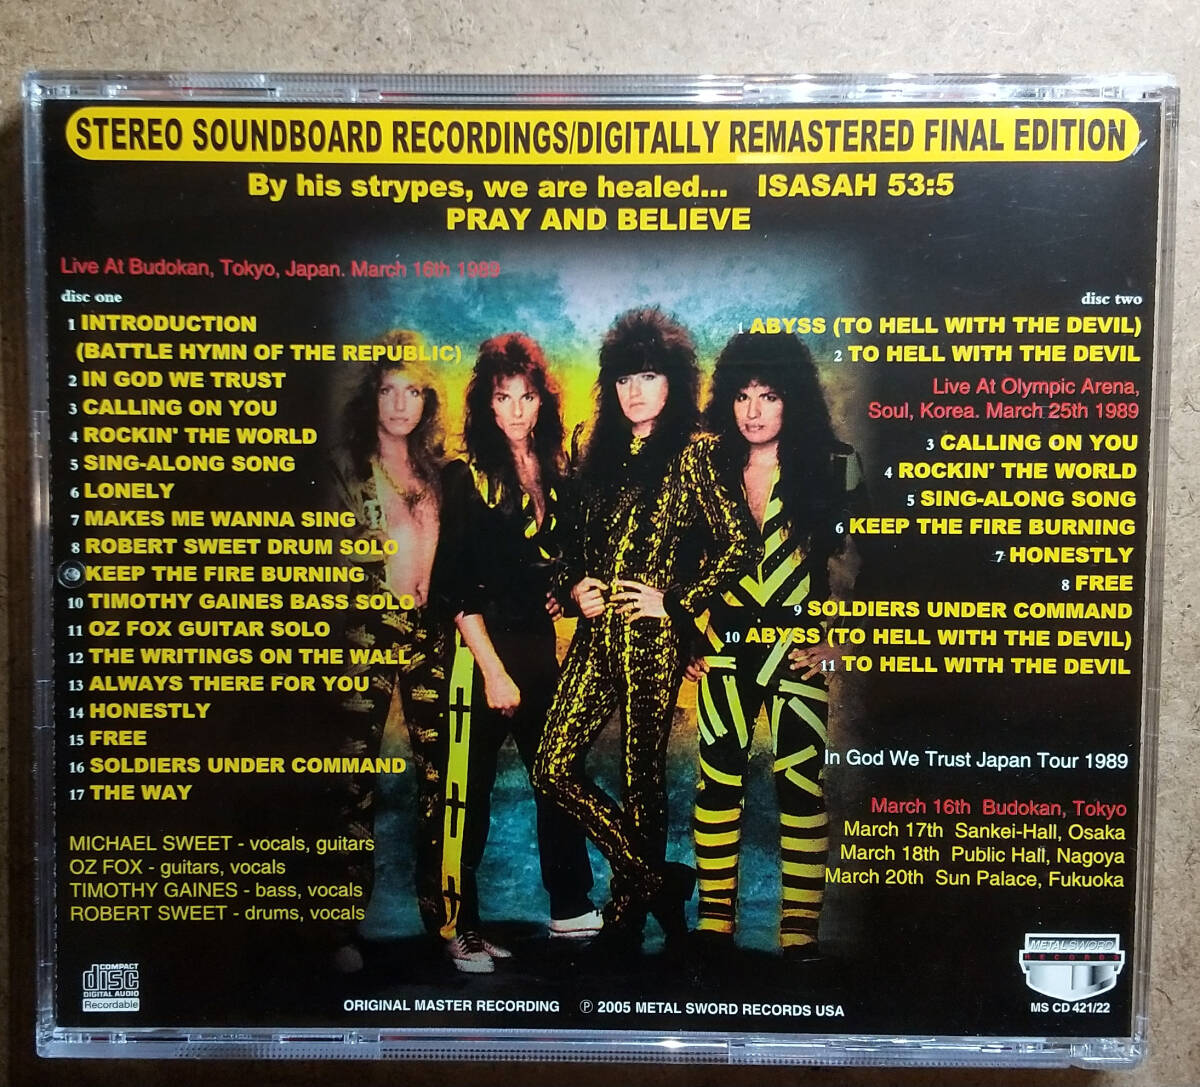 STEREO SOUNDBOARD RECORDINGS/DIGITALLY REMASTERED FINAL EDITION
By his strypes, we are healed... ISASAH 53:5
PRAY AND BELIEVE
Live At Budokan, Tokyo, Japan. March 16th 1989
disc one
1 INTRODUCTION
(BATTLE HYMN OF THE REPUBLIC)
2 IN GOD WE TRUST
3 CALLING ON YOU
4 ROCKIN' THE WORLD
5 SING-ALONG SONG
6 LONELY
7 MAKES ME WANNA SING
8 ROBERT SWEET DRUM SOLO
KEEP THE FIRE BURNING
10 TIMOTHY GAINES BASS SOLO
11 OZ FOX GUITAR SOLO
12 THE WRITINGS ON THE WALL
13 ALWAYS THERE FOR YOU
14 HONESTLY
15 FREE
16 SOLDIERS UNDER COMMAND
17 THE WAY
MICHAEL SWEET - vocals, guitars
OZ FOX - guitars, vocals
TIMOTHY GAINES - bass, vocals
ROBERT SWEET - drums, vocals
disc two
1 ABYSS (TO HELL WITH THE DEVIL)
2 TO HELL WITH THE DEVIL
Live At Olympic Arena,
Soul, Korea. March 25th 1989
3 CALLING ON YOU
4 ROCKIN' THE WORLD
5 SING-ALONG SONG
6 KEEP THE FIRE BURNING
7 HONESTLY
8 FREE
9 SOLDIERS UNDER COMMAND
10 ABYSS (TO HELL WITH THE DEVIL)
11 TO HELL WITH THE DEVIL
In God We Trust Japan Tour 1989
March 16th Budokan, Tokyo
March 17th Sankei-Hall, Osaka
March 18th Public Hall, Nagoya
March 20th Sun Palace, Fukuoka
COMPACT
disc
DIGITAL AUDIO
Recordable
ORIGINAL MASTER RECORDING ℗ 2005 METAL SWORD RECORDS USA
METAL SWORD
RECORDS
MS CD 421/22